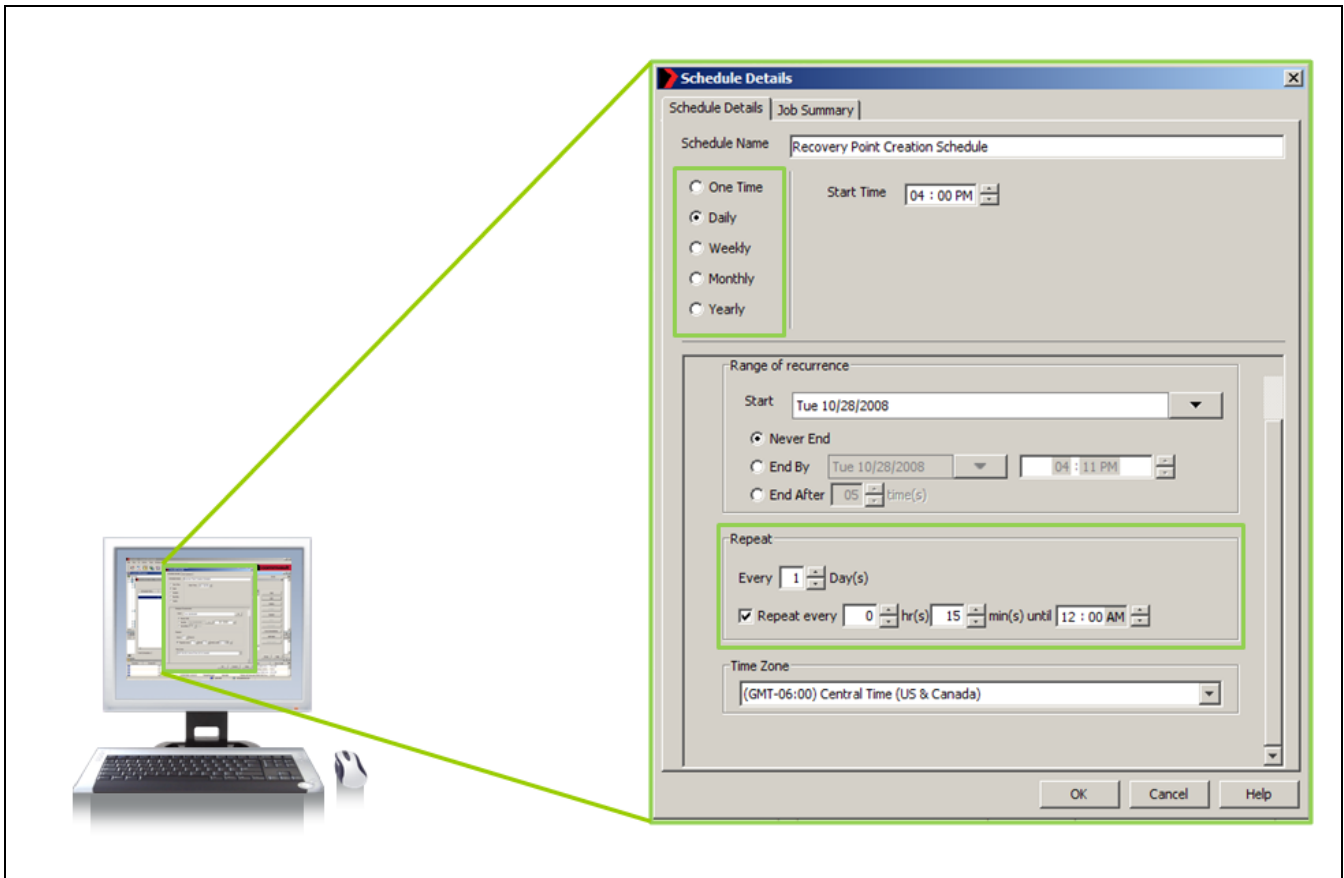 Schedule Details
Schedule Details Job Summary
Schedule Name Recovery Point Creation Schedule
One Time
Start Time 04 : 00 PM
Daily
Weekly
Monthly
Yearly
Range of recurrence
Start Tue 10/28/2008
Never End
End By Tue 10/28/2008 04 : 11 PM
End After 05 time(s)
Repeat
Every 1 Day(s)
Repeat every 0 hr(s) 15 min(s) until 12 : 00 AM
Time Zone
(GMT-06:00) Central Time (US & Canada)
OK Cancel Help